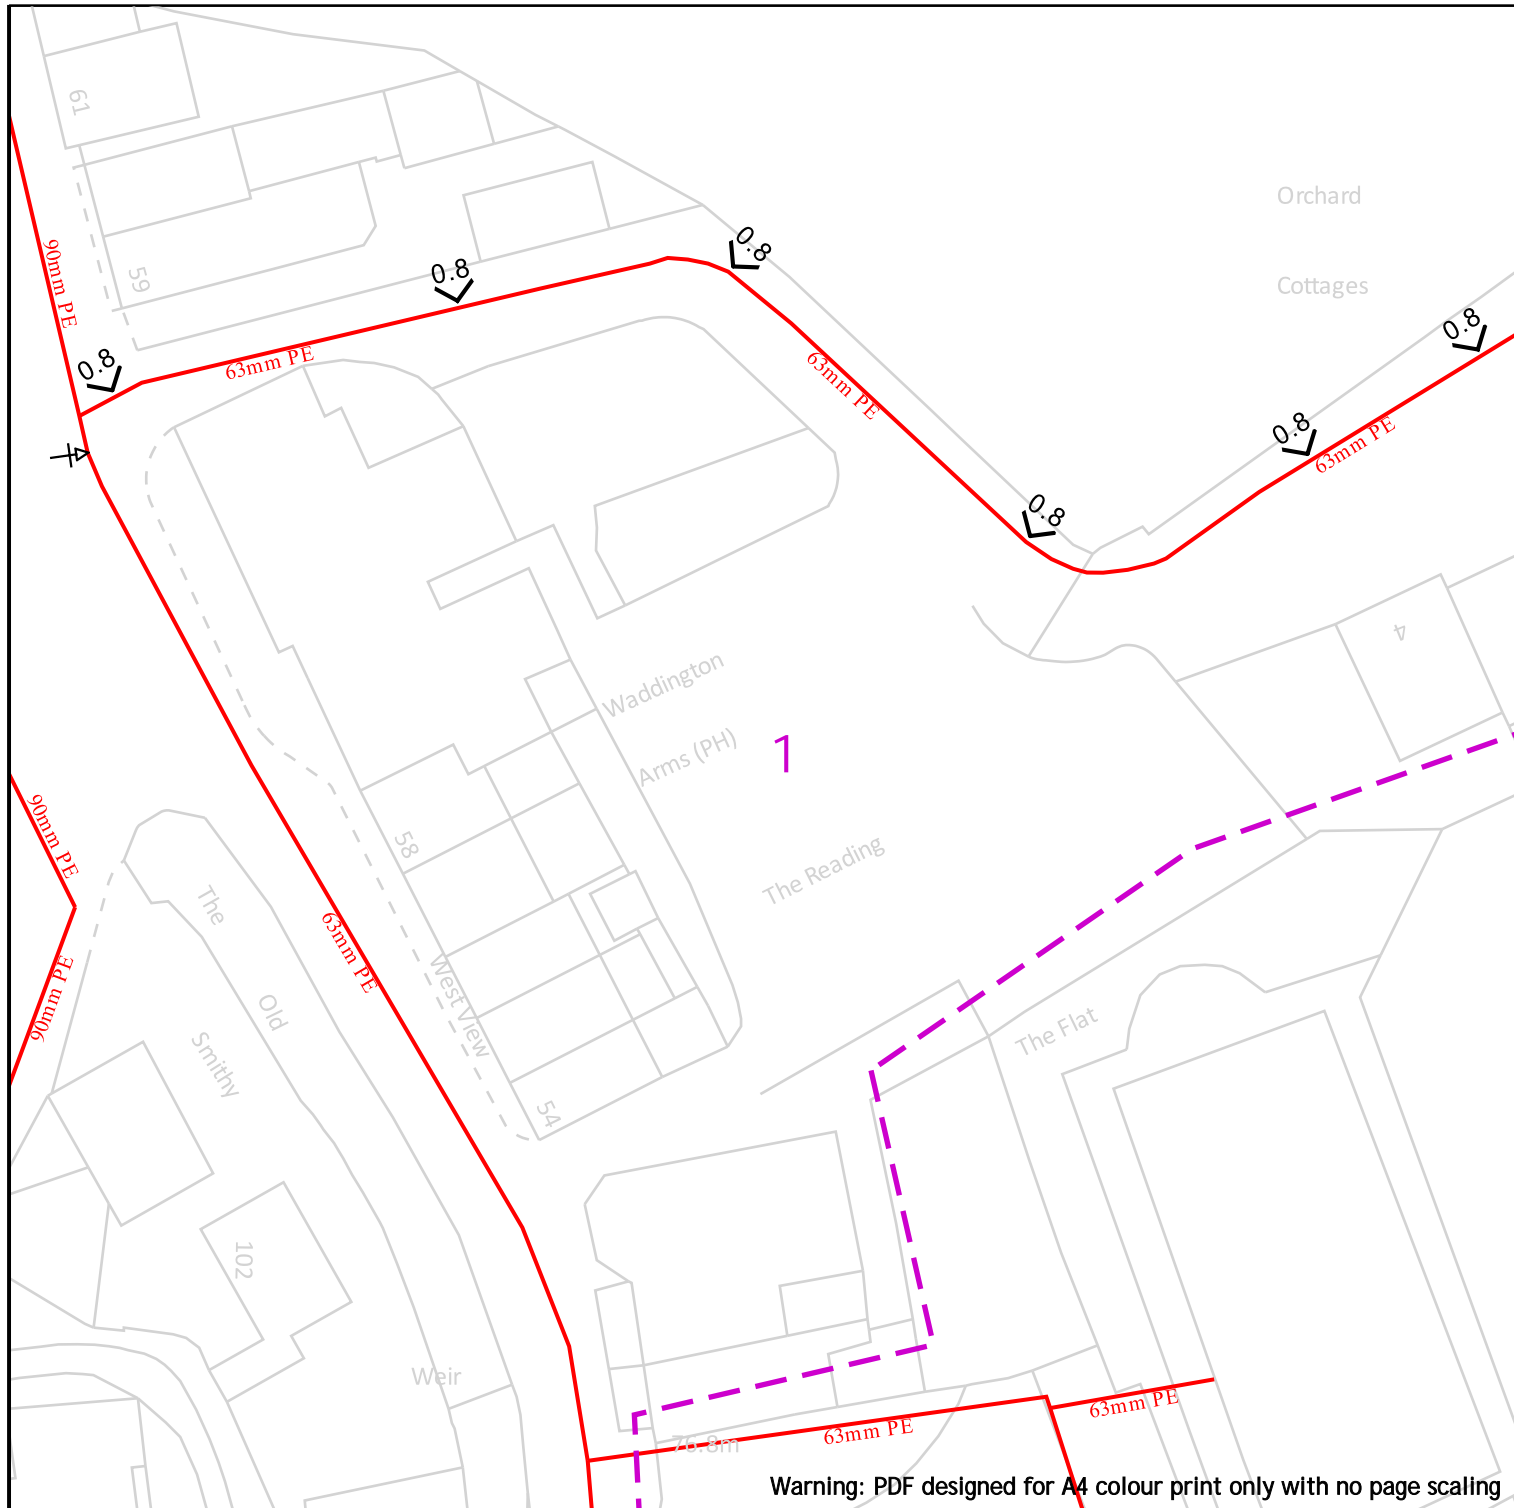 61
Orchard
0.8
0.8
90mm PE
59
Cottages
0.8
0.8
63mm PE
63mm PE
0.8
63mm PE
0.8
4
Waddington
Arms (PH)
1
90mm PE
58
The Reading
The
63mm PE
90mm PE
West View
Old
The Flat
Smithy
54
102
Weir
63mm PE
63mm PE
76.8m
Warning: PDF designed for A4 colour print only with no page scaling